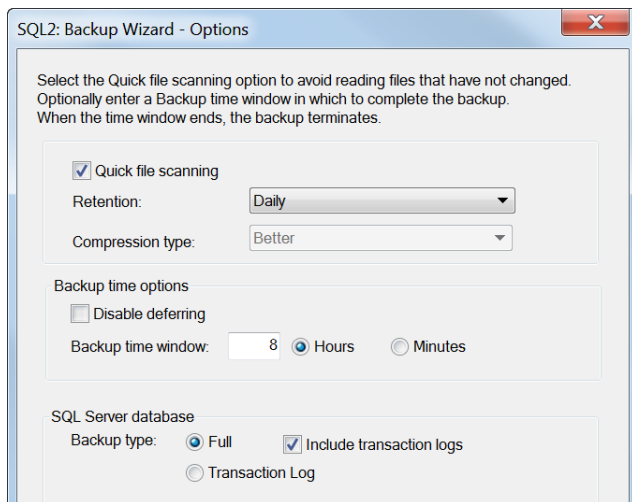 SQL2: Backup Wizard - Options
Select the Quick file scanning option to avoid reading files that have not changed.
Optionally enter a Backup time window in which to complete the backup.
When the time window ends, the backup terminates.
Quick file scanning
Retention: Daily
Compression type: Better
Backup time options
Disable deferring
Backup time window: 8 Hours Minutes
SQL Server database
Backup type: Full Include transaction logs
Transaction Log